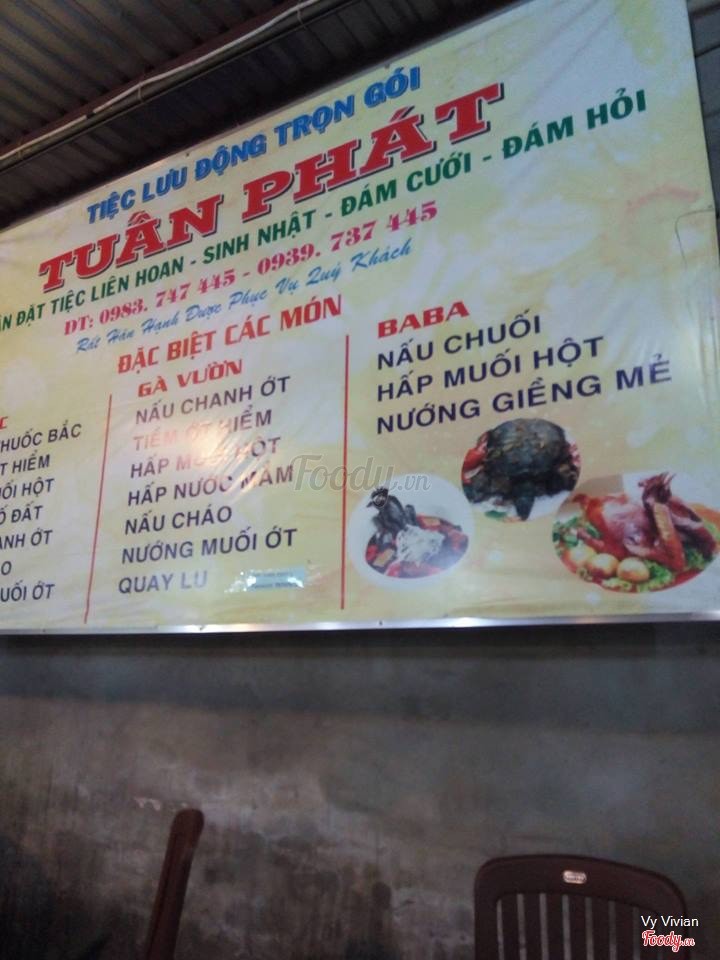 TIỆC LƯU ĐỘNG TRỌN GÓI
TUẤN PHÁT
ĐẶT TIỆC LIÊN HOAN - SINH NHẬT - ĐÁM CƯỚI - ĐÁM HỎI
ĐT: 0983. 747 445 - 0939. 737 445
Rất Hân Hạnh Được Phục Vụ Quý Khách
ĐẶC BIỆT CÁC MÓN
HUỐC BẮC
T HIỂM
UỐI HỘT
Ổ ĐẤT
ANH ỚT
O
UỐI ỚT
GÀ VƯỜN
NẤU CHANH ỚT
TIỀM ỚT HIỂM
HẤP MUỐI HỘT
HẤP NƯỚC MẮM
NẤU CHÁO
NƯỚNG MUỐI ỚT
QUAY LU
BABA
NẤU CHUỐI
HẤP MUỐI HỘT
NƯỚNG GIỀNG MẺ
Foody.vn
Vy Vivian
Foody.vn